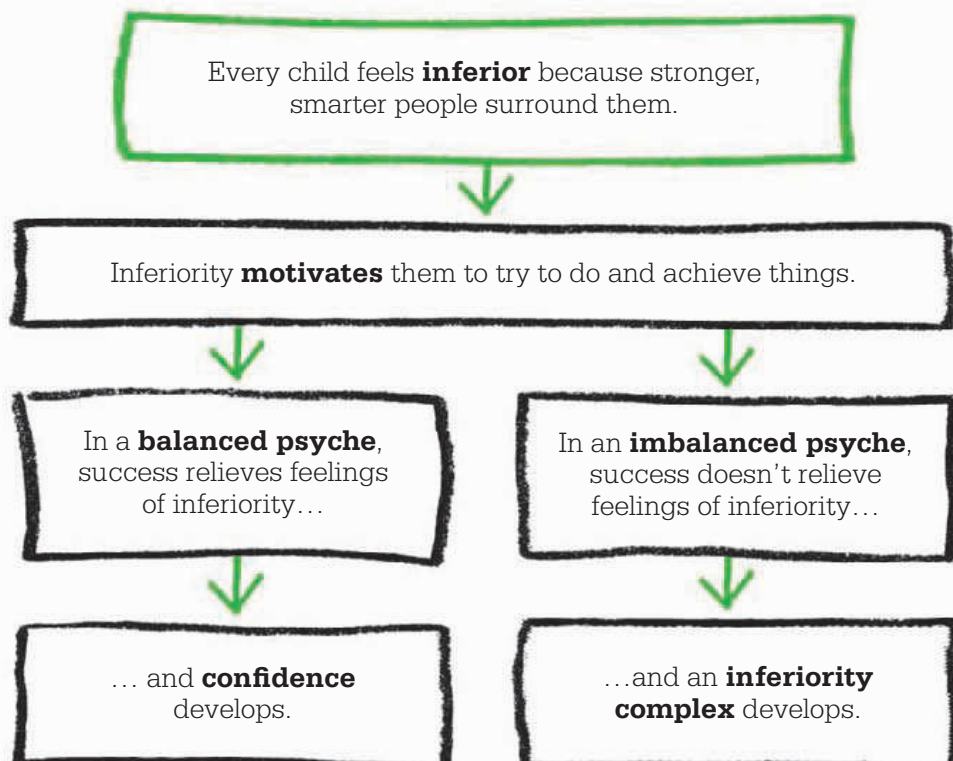 Every child feels inferior because stronger,
smarter people surround them.
Inferiority motivates them to try to do and achieve things.
In a balanced psyche,
success relieves feelings
of inferiority…
In an imbalanced psyche,
success doesn’t relieve
feelings of inferiority…
… and confidence
develops.
…and an inferiority
complex develops.